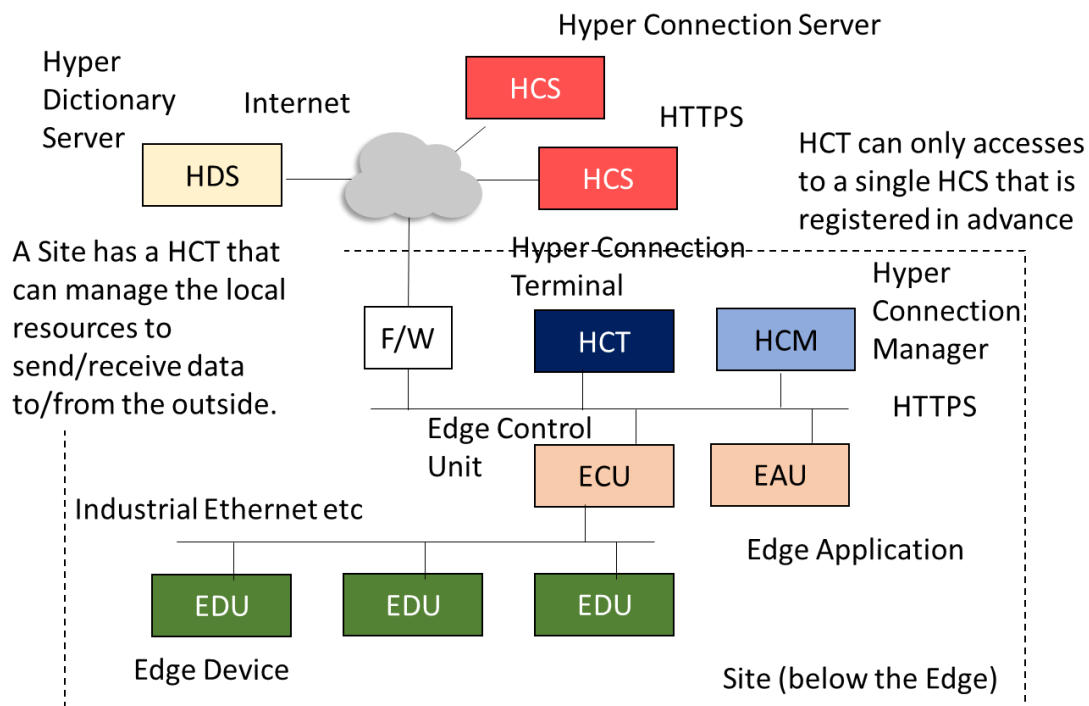 Hyper Connection Server
Hyper
Dictionary
Server
Internet
HCS
HTTPS
HDS
HCS
HCT can only accesses
to a single HCS that is
registered in advance
A Site has a HCT that
can manage the local
resources to
send/receive data
to/from the outside.
Hyper Connection
Terminal
Hyper
Connection
Manager
F/W
HCT
HCM
HTTPS
Edge Control
Unit
ECU
EAU
Industrial Ethernet etc
Edge Application
EDU
EDU
EDU
Edge Device
Site (below the Edge)